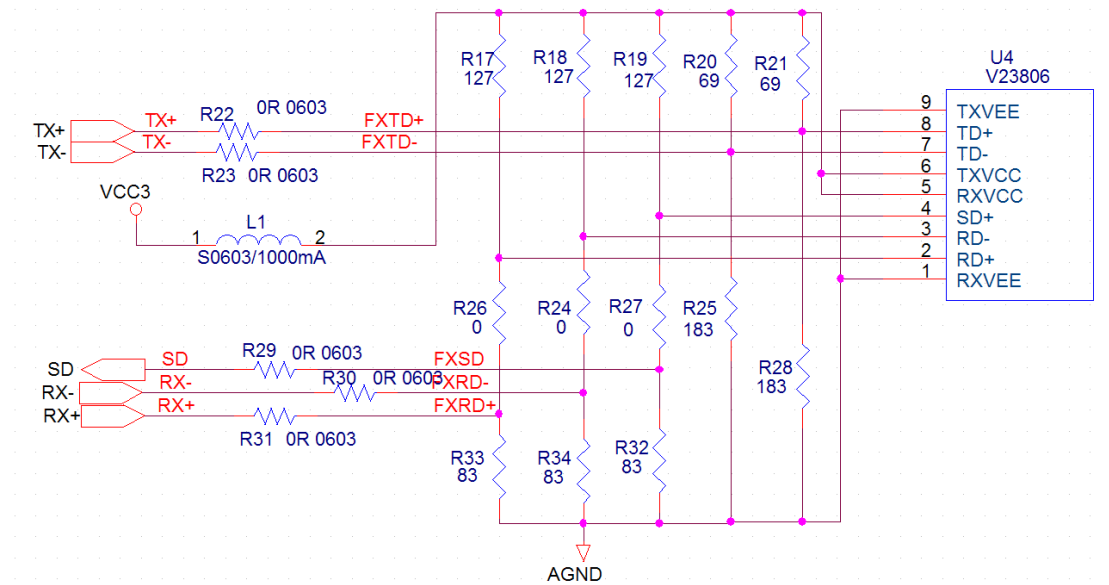 U4
V23806
R17
127
R18
127
R19
127
R20
69
R21
69
9 TXVEE
8 TD+
7 TD-
6 TXVCC
5 RXVCC
4 SD+
3 RD-
2 RD+
1 RXVEE
TX+ TX+ R22 0R 0603 FXTD+
TX- TX- R23 0R 0603 FXTD-
VCC3
L1
1 2
S0603/1000mA
R26
0
R24
0
R27
0
R25
183
R28
183
SD SD R29 0R 0603 FXSD
RX- RX- R30 0R 0603 FXRD-
RX+ RX+ R31 0R 0603 FXRD+
R33
83
R34
83
R32
83
AGND